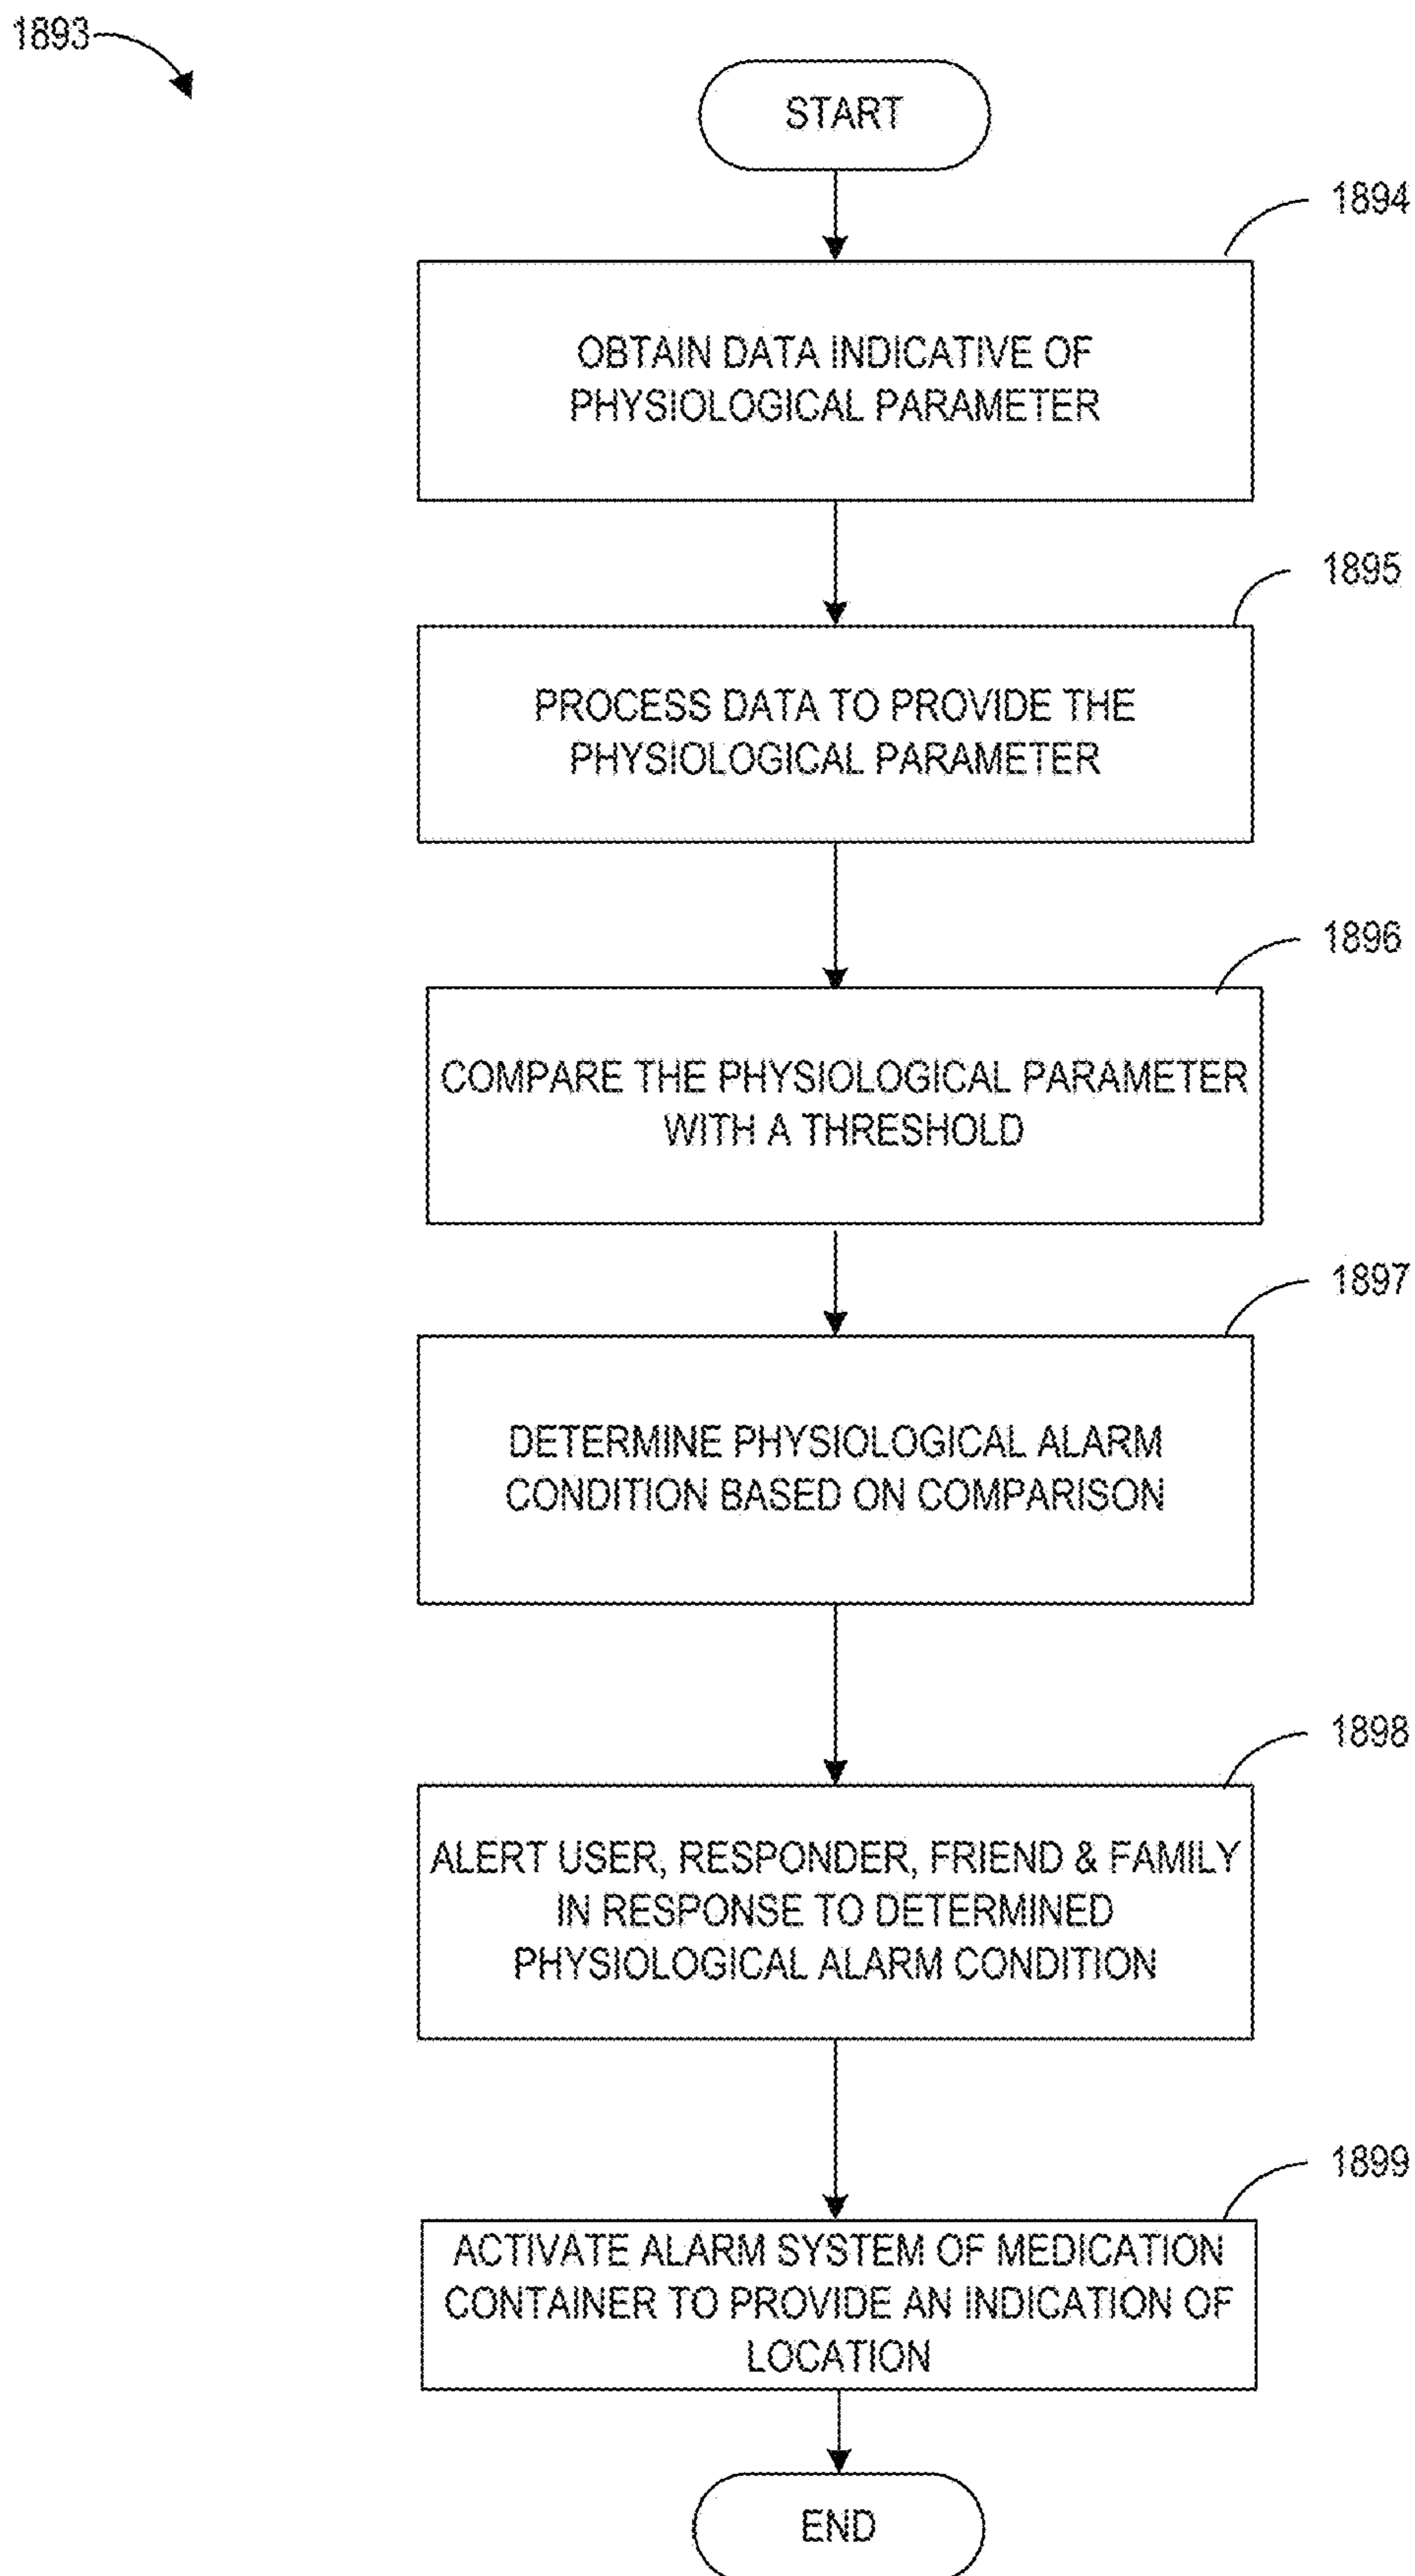 1893
START
1894
OBTAIN DATA INDICATIVE OF
PHYSIOLOGICAL PARAMETER
1895
PROCESS DATA TO PROVIDE THE
PHYSIOLOGICAL PARAMETER
1896
COMPARE THE PHYSIOLOGICAL PARAMETER
WITH A THRESHOLD
1897
DETERMINE PHYSIOLOGICAL ALARM
CONDITION BASED ON COMPARISON
1898
ALERT USER, RESPONDER, FRIEND & FAMILY
IN RESPONSE TO DETERMINED
PHYSIOLOGICAL ALARM CONDITION
1899
ACTIVATE ALARM SYSTEM OF MEDICATION
CONTAINER TO PROVIDE AN INDICATION OF
LOCATION
END